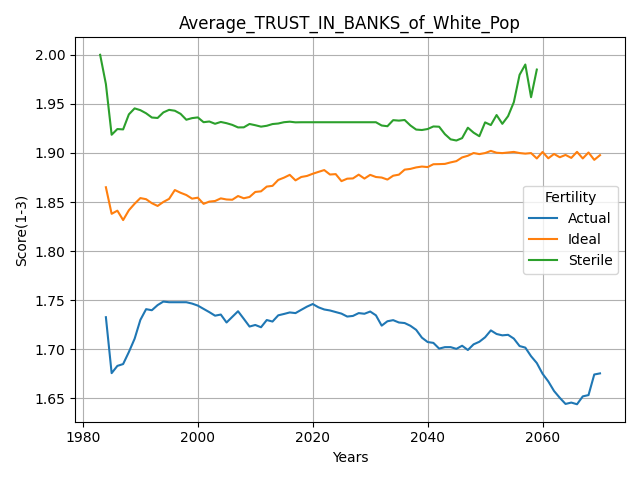 Average_TRUST_IN_BANKS_of_White_Pop
Score(1-3)
2.00
1.95
1.90
1.85
1.80
1.75
1.70
1.65
Fertility
Actual
Ideal
Sterile
1980
2000
2020
2040
2060
Years